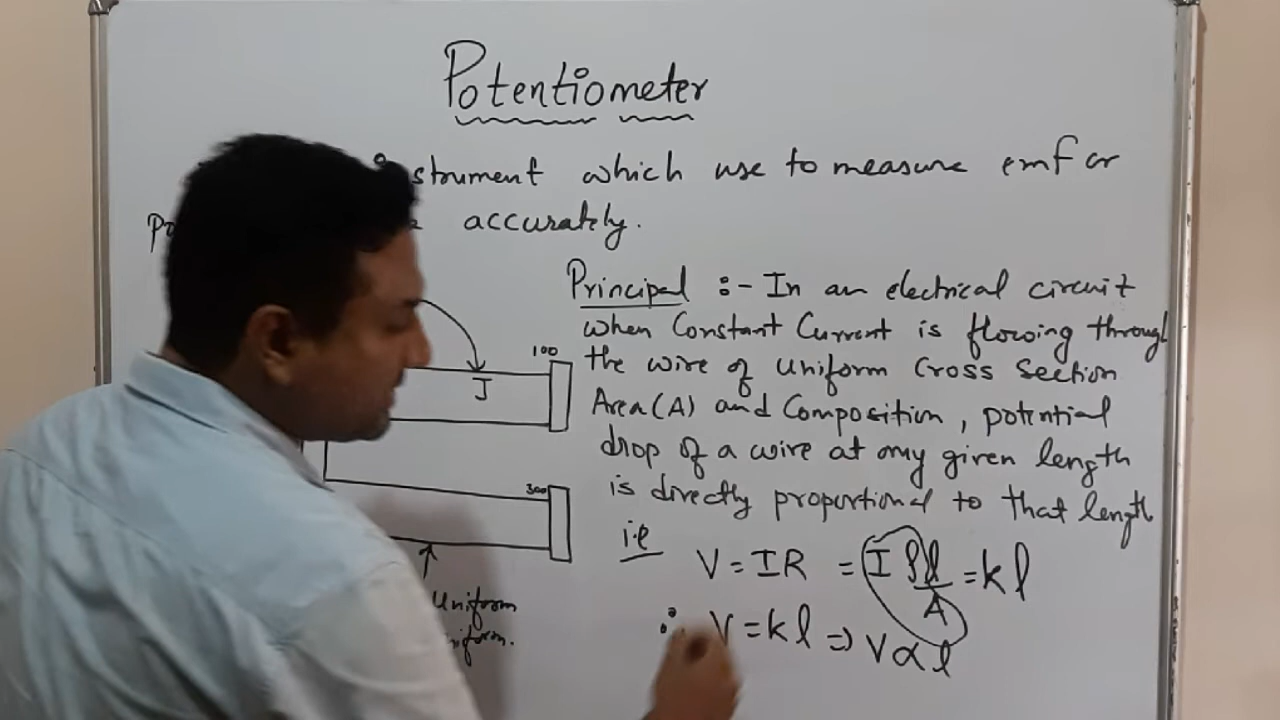 Potentiometer
instrument which use to measure emf or
accurately.
Principal :- In an electrical circuit
when Constant Current is flowing through
the wire of Uniform Cross Section
Area (A) and Composition, potential
drop of a wire at any given length
is directly proportional to that length
i.e
V = IR = I ρl/A = kl
∴ V = kl => V ∝ l
100
J
300
Uniform